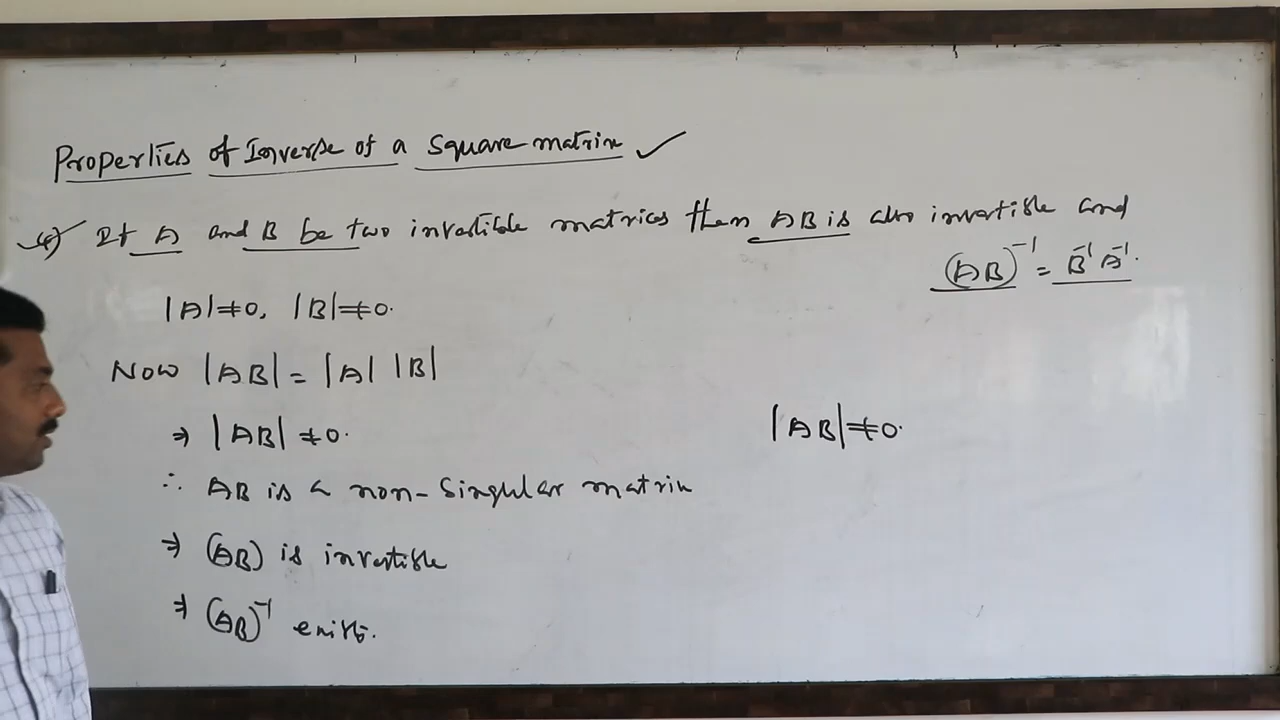 Properties of Inverse of a Square matrix ✓
4) If A and B be two invertible matrices then AB is also invertible and
(AB)⁻¹ = B⁻¹ A⁻¹.
|A| ≠ 0, |B| ≠ 0.
Now |AB| = |A| |B|
⇒ |AB| ≠ 0.
|AB| ≠ 0.
∴ AB is a non-singular matrix
⇒ (AB) is invertible
⇒ (AB)⁻¹ exists.